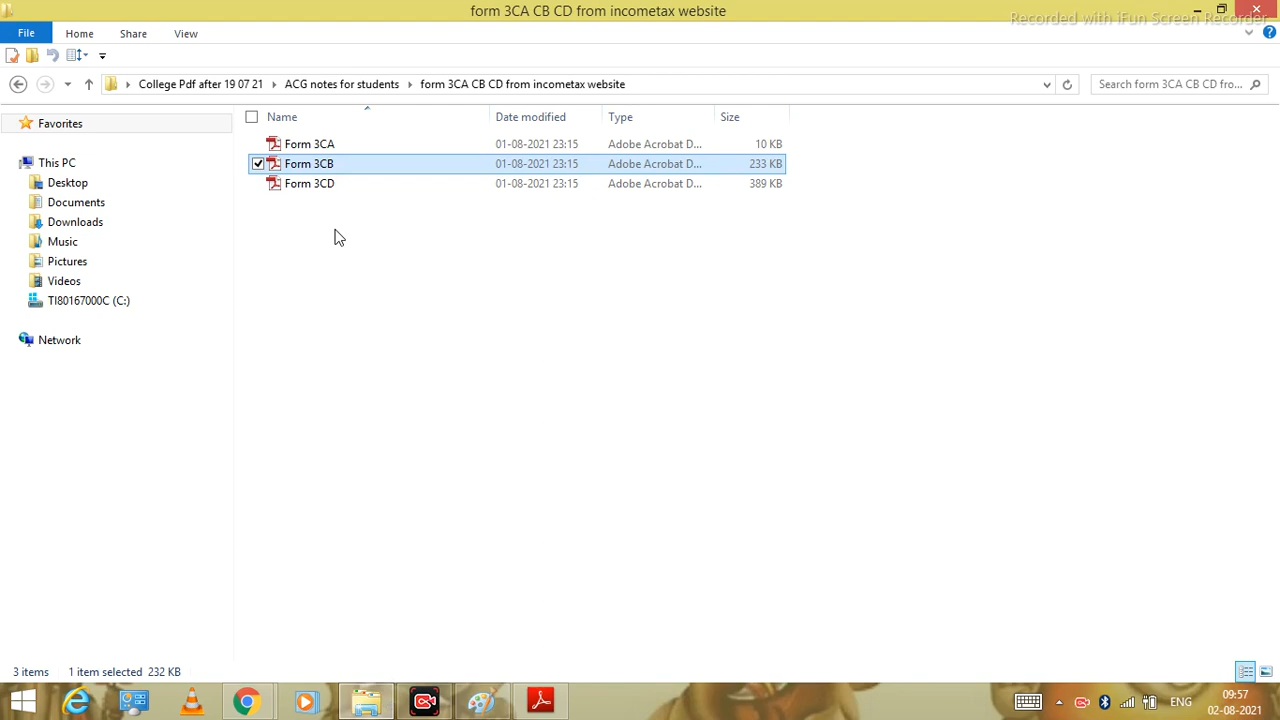 form 3CA CB CD from incometax website
Recorded with iFun Screen Recorder
File Home Share View
College Pdf after 19 07 21 ACG notes for students form 3CA CB CD from incometax website
Search form 3CA CB CD from inco...
Name Date modified Type Size
Favorites
This PC
Desktop
Documents
Downloads
Music
Pictures
Videos
TI80167000C (C:)
Network
Form 3CA 01-08-2021 23:15 Adobe Acrobat D... 10 KB
Form 3CB 01-08-2021 23:15 Adobe Acrobat D... 233 KB
Form 3CD 01-08-2021 23:15 Adobe Acrobat D... 389 KB
3 items 1 item selected 232 KB
ENG
09:57
02-08-2021